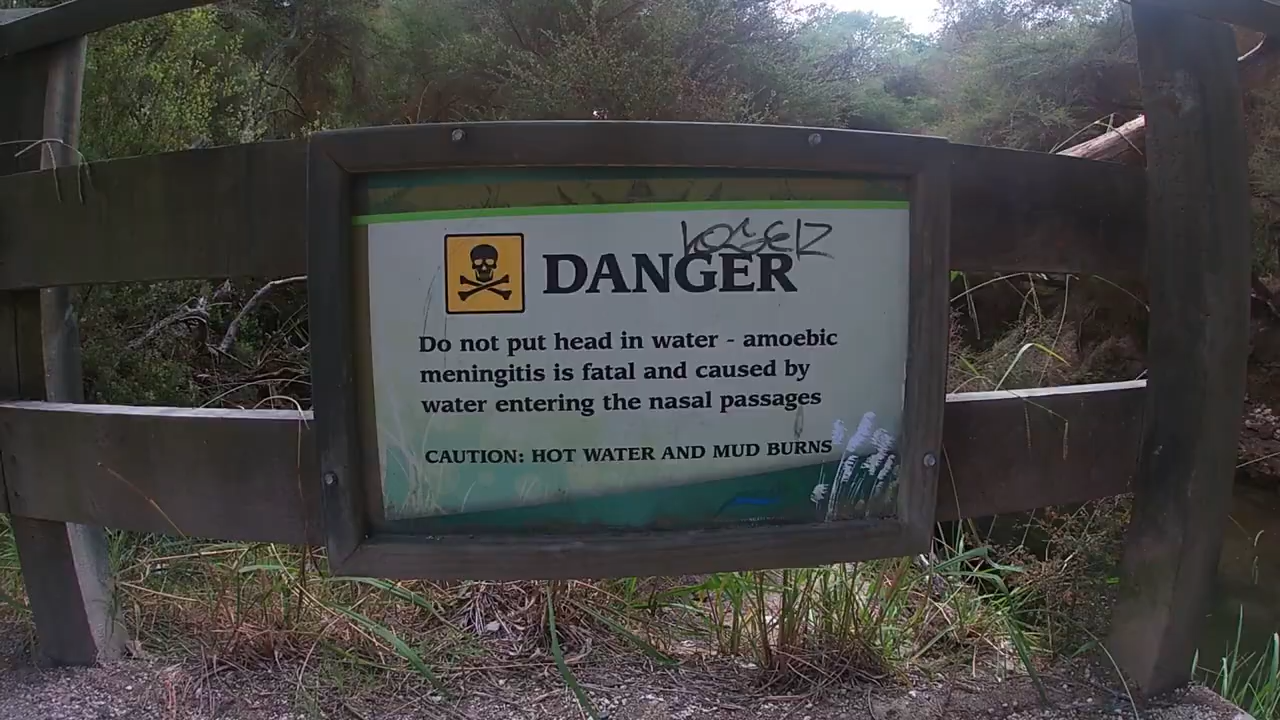 LOSER
DANGER
Do not put head in water - amoebic
meningitis is fatal and caused by
water entering the nasal passages
CAUTION: HOT WATER AND MUD BURNS